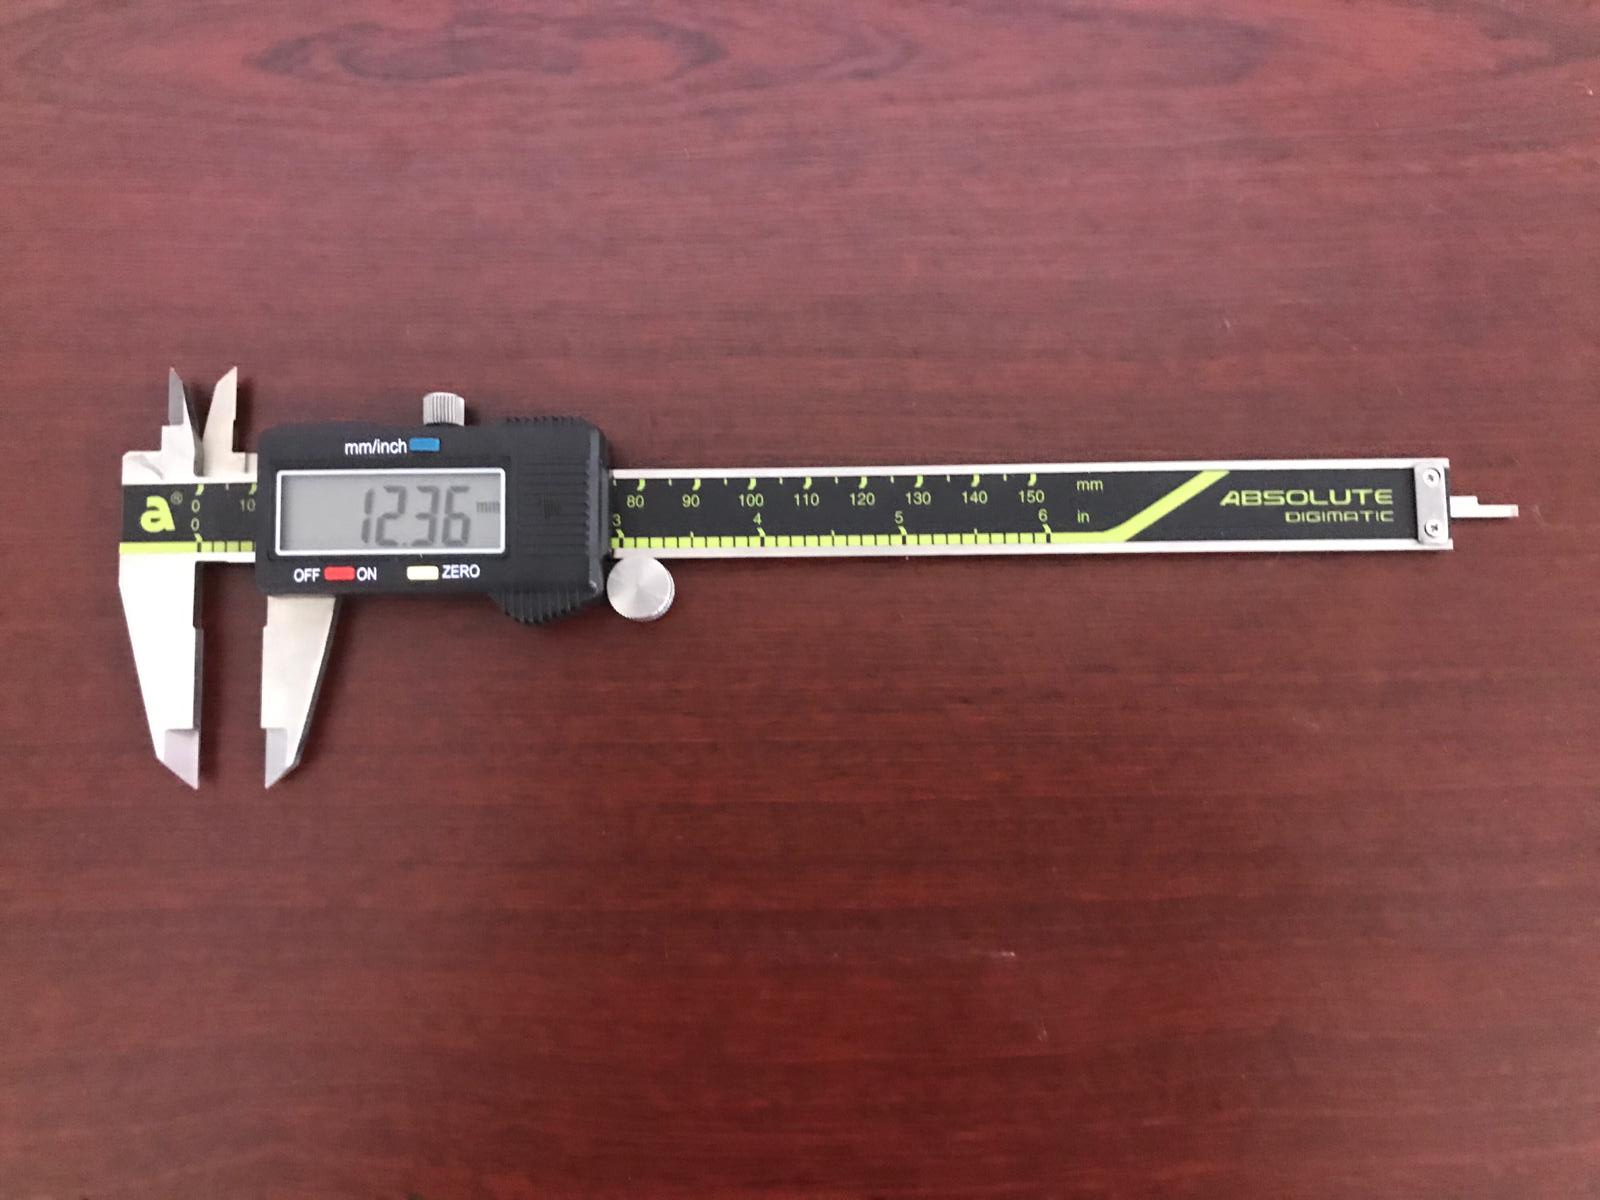 mm/inch
a®
0 10
0
12.36 mm
OFF ON ZERO
80 90 100 110 120 130 140 150 mm
3 4 5 6 in
ABSOLUTE
DIGIMATIC